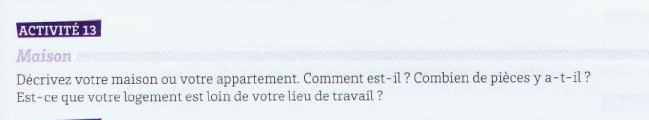 ACTIVITÉ 13
Maison
Décrivez votre maison ou votre appartement. Comment est-il ? Combien de pièces y a-t-il ?
Est-ce que votre logement est loin de votre lieu de travail ?